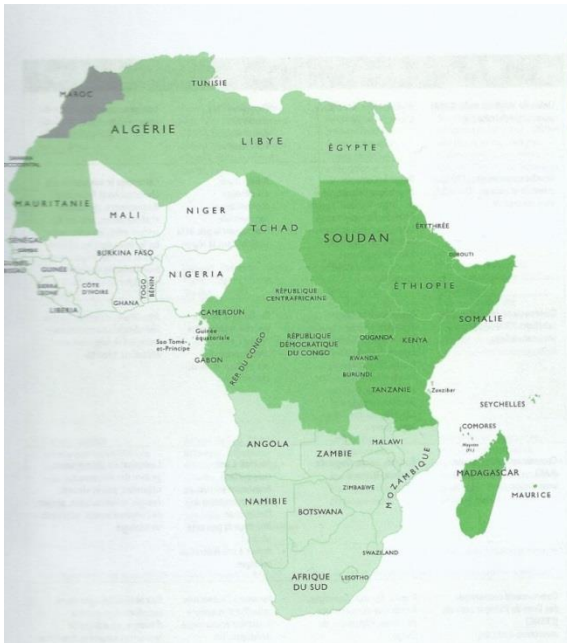 TUNISIE
MAROC
ALGÉRIE
LIBYE
ÉGYPTE
MAURITANIE
MALI
NIGER
TCHAD
SOUDAN
ÉRYTHRÉE
DJIBOUTI
SÉNÉGAL
BURKINA FASO
GUINÉE
NIGERIA
RÉPUBLIQUE
CENTRAFRICAINE
ÉTHIOPIE
SOMALIE
CÔTE
D'IVOIRE
GHANA
TOGO
BÉNIN
LIBERIA
CAMEROUN
Guinée
équatoriale
Sao Tomé-
et-Principe
GABON
RÉP. DU CONGO
RÉPUBLIQUE
DÉMOCRATIQUE
DU CONGO
OUGANDA
KENYA
RWANDA
BURUNDI
TANZANIE
Zanzibar
SEYCHELLES
COMORES
Mayotte
(Fr.)
ANGOLA
ZAMBIE
MALAWI
MOZAMBIQUE
MADAGASCAR
MAURICE
NAMIBIE
ZIMBABWE
BOTSWANA
SWAZILAND
AFRIQUE
DU SUD
LESOTHO